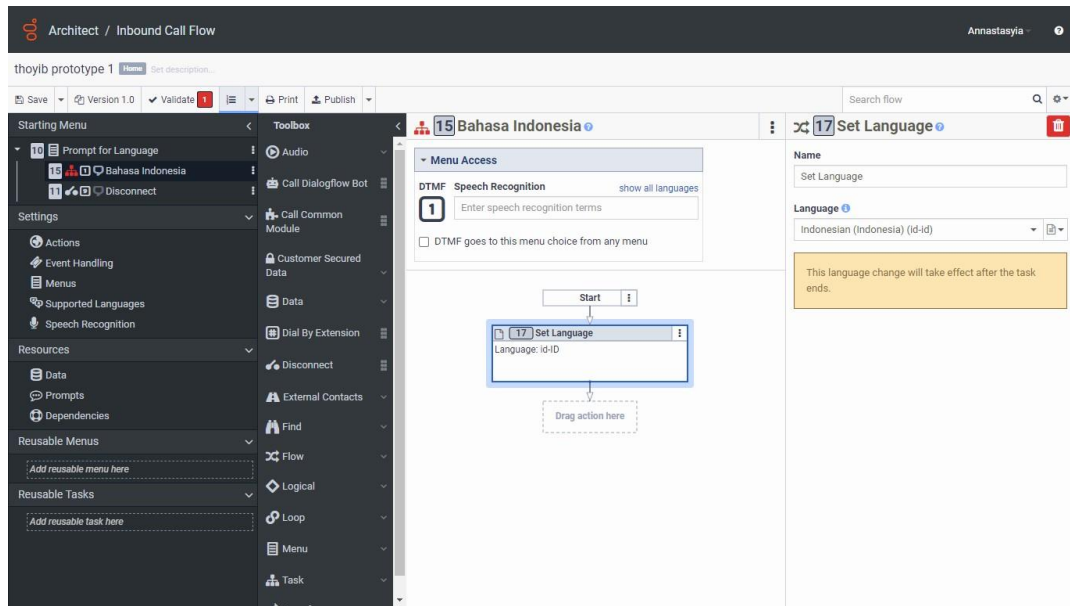 Architect / Inbound Call Flow
Annastasyia
thoyib prototype 1 Home Set description...
Save Version 1.0 Validate 1 Print Publish Search flow
Starting Menu
10 Prompt for Language
15 1 Bahasa Indonesia
11 9 Disconnect
Settings
Actions
Event Handling
Menus
Supported Languages
Speech Recognition
Resources
Data
Prompts
Dependencies
Reusable Menus
Add reusable menu here
Reusable Tasks
Add reusable task here
Toolbox
Audio
Call Dialogflow Bot
Call Common
Module
Customer Secured
Data
Data
Dial By Extension
Disconnect
External Contacts
Find
Flow
Logical
Loop
Menu
Task
15 Bahasa Indonesia
Menu Access
DTMF Speech Recognition show all languages
1 Enter speech recognition terms
DTMF goes to this menu choice from any menu
Start
17 Set Language
Language: id-ID
Drag action here
17 Set Language
Name
Set Language
Language
Indonesian (Indonesia) (id-id)
This language change will take effect after the task
ends.